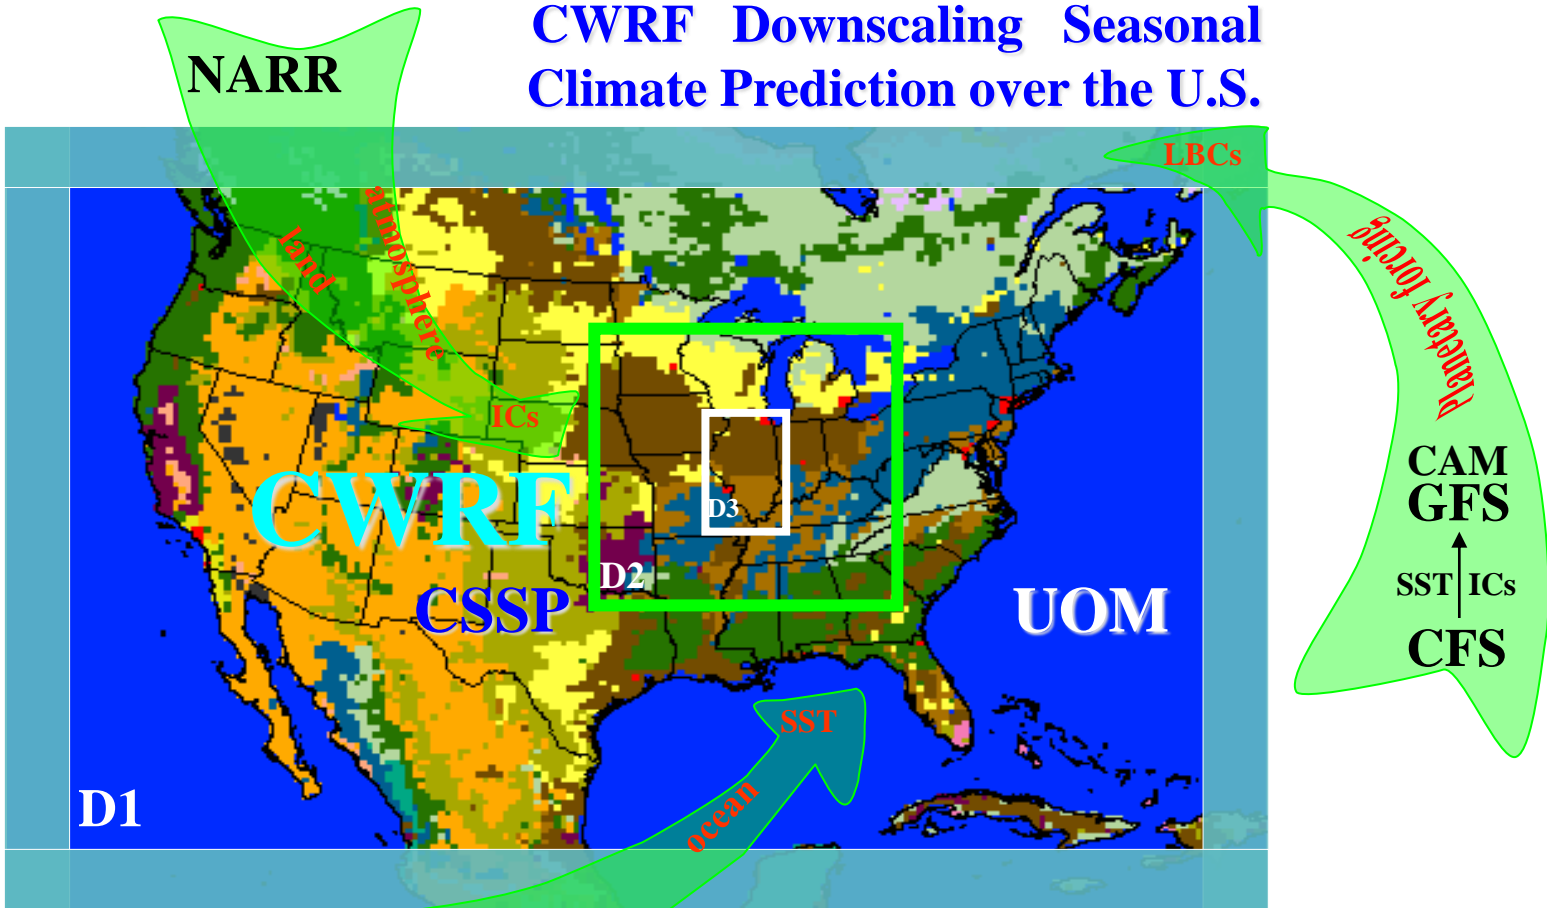 CWRF Downscaling Seasonal
Climate Prediction over the U.S.
NARR
LBCs
land
atmosphere
Planetary forcing
ICs
CWRF
D3
D2
CSSP
UOM
CAM
GFS
SST ICs
CFS
SST
ocean
D1